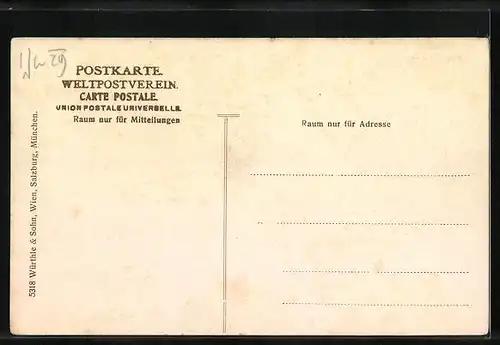 POSTKARTE.
WELTPOSTVEREIN.
CARTE POSTALE.
UNION POSTALE UNIVERSELLE.
Raum nur für Mitteilungen
Raum nur für Adresse
5318 Würthle & Sohn, Wien, Salzburg, München.